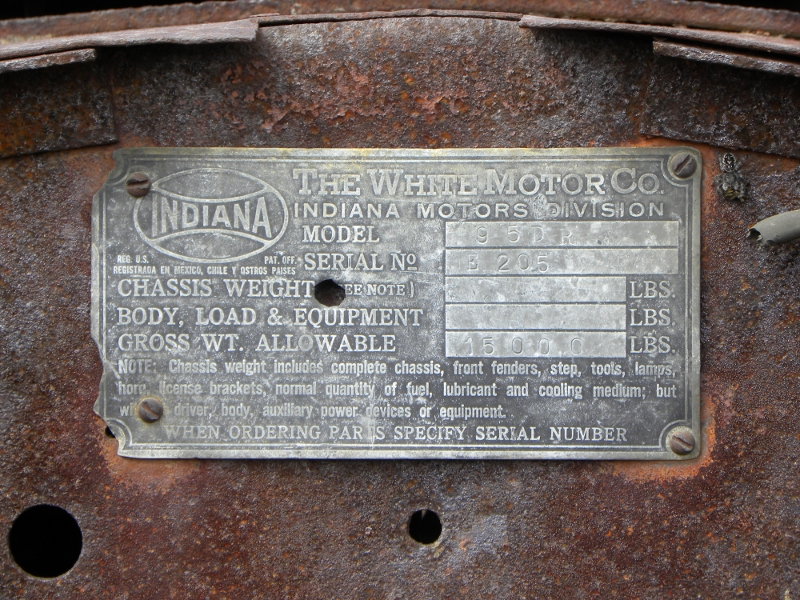 INDIANA
THE WHITE MOTOR CO.
INDIANA MOTORS DIVISION
REG. U.S. PAT. OFF.
REGISTRADA EN MEXICO, CHILE Y OSTROS PAISES
MODEL 95DR
SERIAL NO 205
CHASSIS WEIGHT EE NOTE) LBS.
BODY, LOAD & EQUIPMENT LBS.
GROSS WT. ALLOWABLE 15000 LBS.
NOTE: Chassis weight includes complete chassis, front fenders, step, tools, lamps,
horn, license brackets, normal quantity of fuel, lubricant and cooling medium; but
driver, body, auxiliary power devices or equipment.
WHEN ORDERING PARTS SPECIFY SERIAL NUMBER